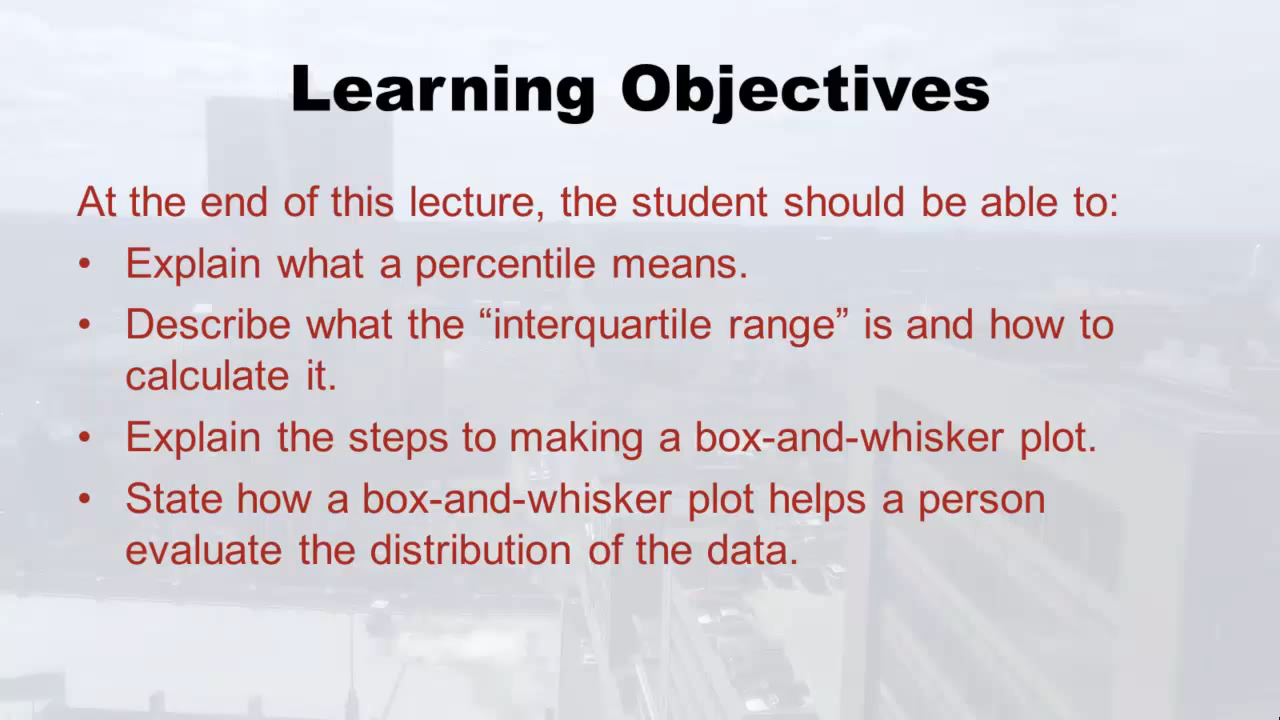 Learning Objectives
At the end of this lecture, the student should be able to:
• Explain what a percentile means.
• Describe what the “interquartile range” is and how to
calculate it.
• Explain the steps to making a box-and-whisker plot.
• State how a box-and-whisker plot helps a person
evaluate the distribution of the data.